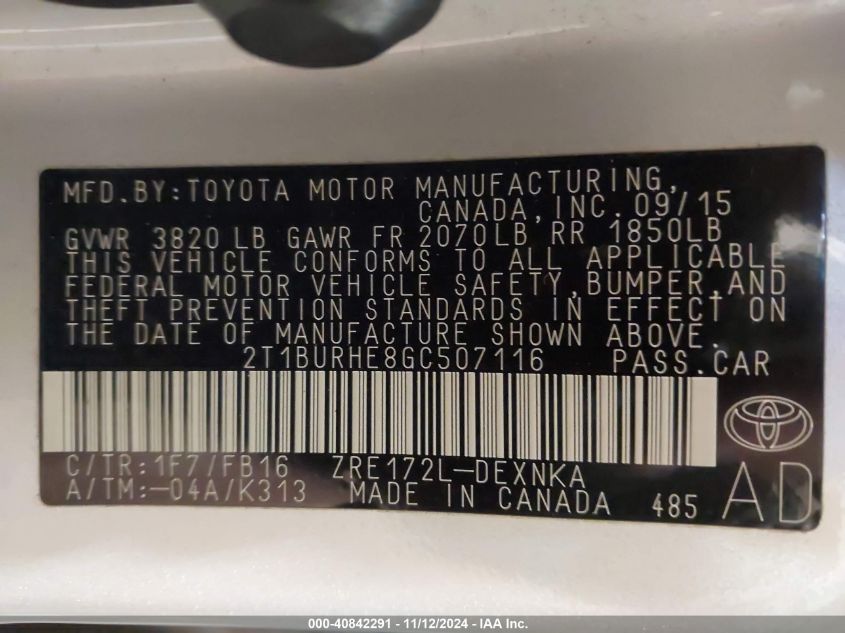 MFD.BY:TOYOTA MOTOR MANUFACTURING,
CANADA,INC. 09/15
GVWR 3820 LB GAWR FR 2070LB RR 1850LB
THIS VEHICLE CONFORMS TO ALL APPLICABLE
FEDERAL MOTOR VEHICLE SAFETY,BUMPER,AND
THEFT PREVENTION STANDARDS IN EFFECT ON
THE DATE OF MANUFACTURE SHOWN ABOVE.
2T1BURHE8GC507116 PASS.CAR
C/TR:1F7/FB16 ZRE172L-DEXNKA
A/TM:-04A/K313 MADE IN CANADA 485 AD
000-40842291 - 11/12/2024 - IAA Inc.